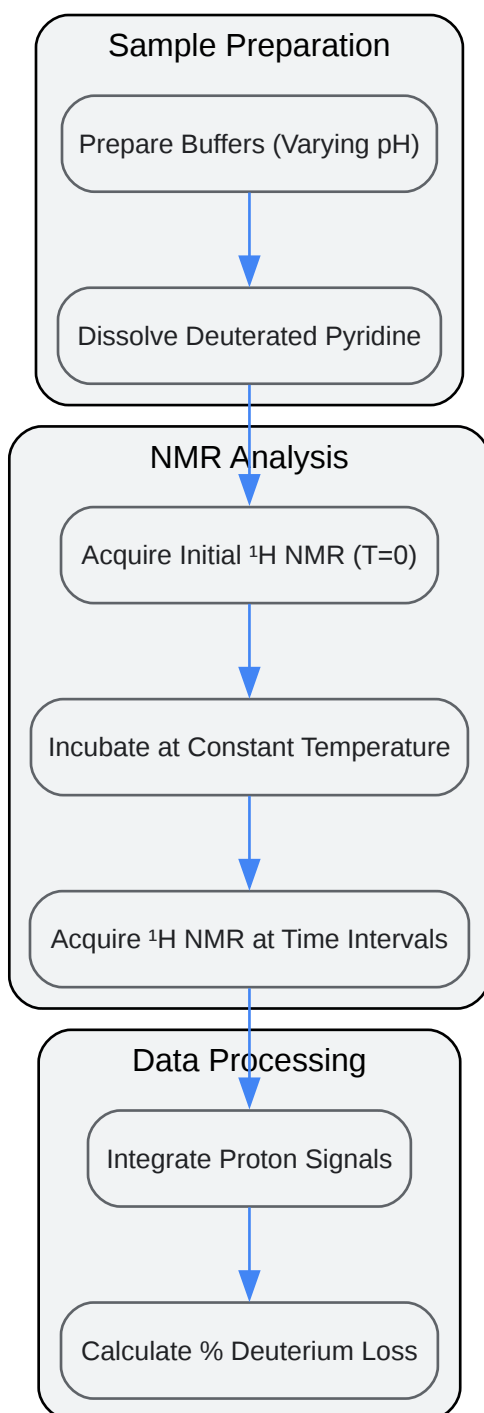 Sample Preparation
Prepare Buffers (Varying pH)
Dissolve Deuterated Pyridine
NMR Analysis
Acquire Initial ¹H NMR (T=0)
Incubate at Constant Temperature
Acquire ¹H NMR at Time Intervals
Data Processing
Integrate Proton Signals
Calculate % Deuterium Loss